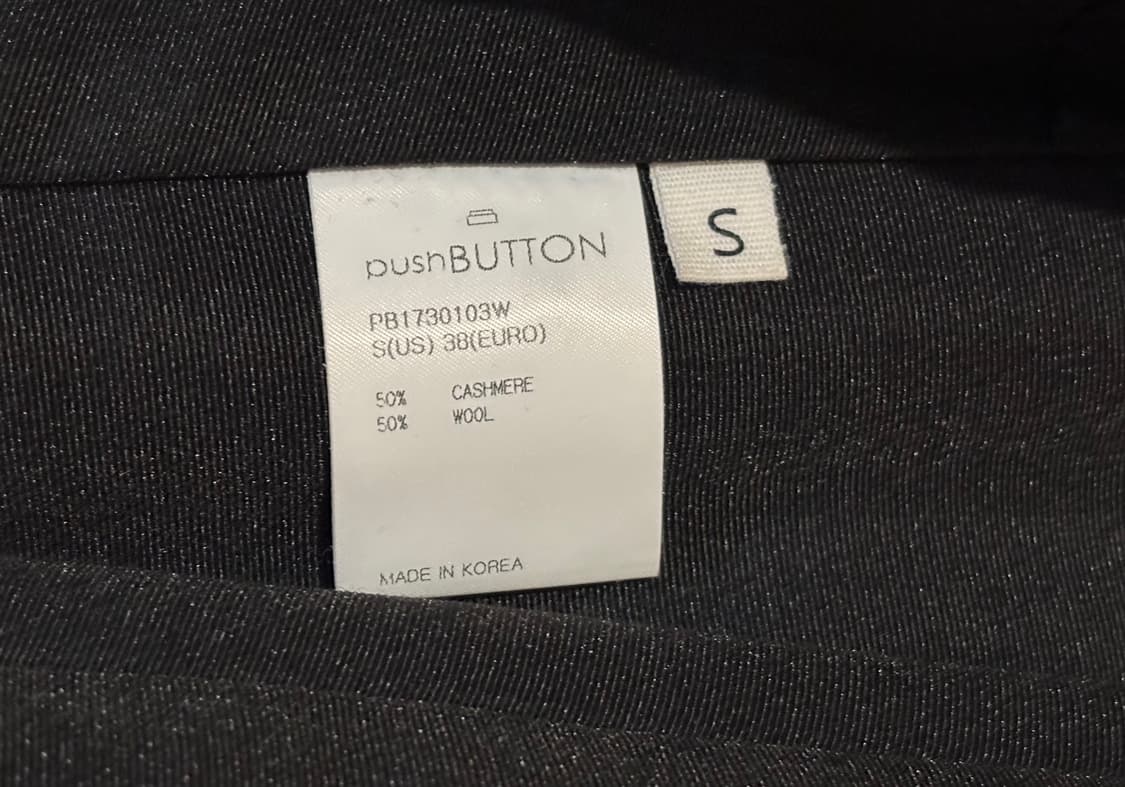 pushBUTTON
PB1730103W
S(US) 38(EURO)
50% CASHMERE
50% WOOL
MADE IN KOREA
S